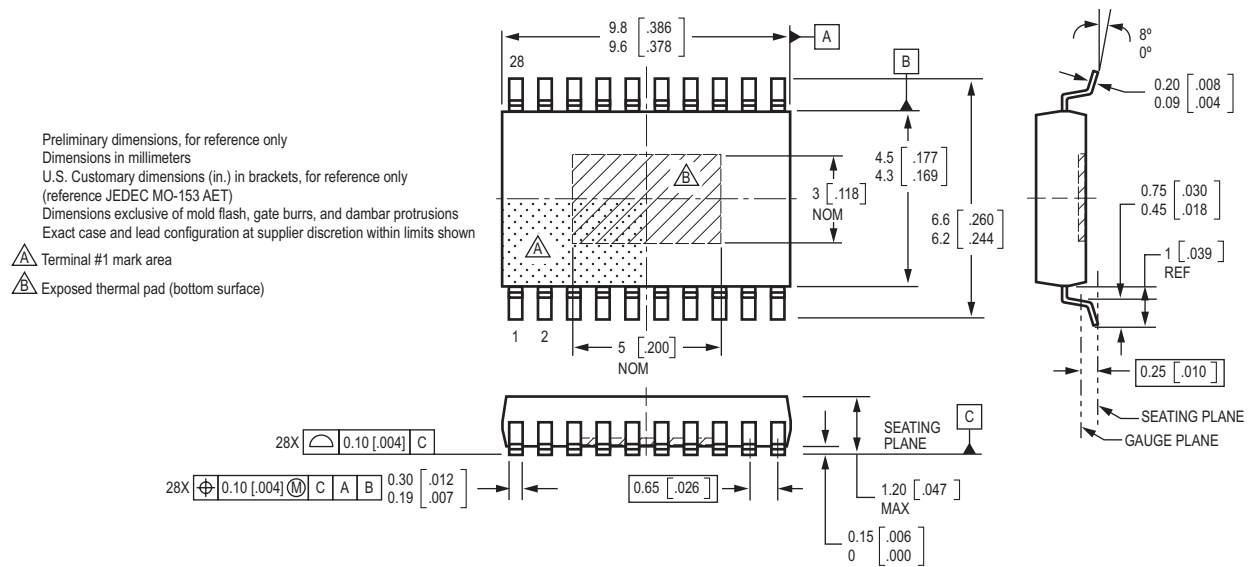 9.8 [.386]
9.6 [.378]
A
28
B
8º
0º
0.20 [.008]
0.09 [.004]
Preliminary dimensions, for reference only
Dimensions in millimeters
U.S. Customary dimensions (in.) in brackets, for reference only
(reference JEDEC MO-153 AET)
Dimensions exclusive of mold flash, gate burrs, and dambar protrusions
Exact case and lead configuration at supplier discretion within limits shown
A Terminal #1 mark area
B Exposed thermal pad (bottom surface)
B
A
3 [.118]
NOM
4.5 [.177]
4.3 [.169]
6.6 [.260]
6.2 [.244]
0.75 [.030]
0.45 [.018]
1 [.039]
REF
1 2
5 [.200]
NOM
0.25 [.010]
SEATING PLANE
GAUGE PLANE
28X ⌓ 0.10 [.004] C
SEATING
PLANE
C
28X ⌖ 0.10 [.004] Ⓜ C A B
0.30 [.012]
0.19 [.007]
0.65 [.026]
1.20 [.047]
MAX
0.15 [.006]
0 [.000]